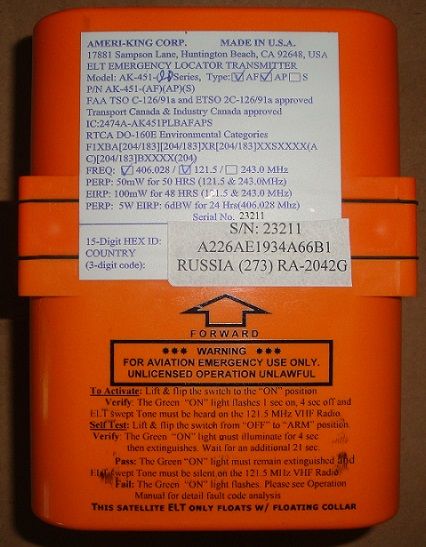 AMERI-KING CORP. MADE IN U.S.A.
17881 Sampson Lane, Huntington Beach, CA 92648, USA
ELT EMERGENCY LOCATOR TRANSMITTER
Model: AK-451- Series, Type: ☑ AF ☑ AP ☐ S
P/N AK-451-(AF)(AP)(S)
FAA TSO C-126/91a and ETSO 2C-126/91a approved
Transport Canada & Industry Canada approved
IC:2474A-AK451PLBAFAPS
RTCA DO-160E Environmental Categories
F1XBA[204/183]204/183]XR[204/183]XXSXXXX(A
C)[204/183]BXXXX(204)
FREQ: ☑ 406.028 / ☑ 121.5 / ☐ 243.0 MHz
PERP: 50mW for 50 HRS (121.5 & 243.0MHz)
EIRP: 100mW for 48 HRS (121.5 & 243.0 MHz)
PERP: 5W EIRP: 6dBW for 24 Hrs(406.028 Mhz)
Serial No. 23211
15-Digit HEX ID:
COUNTRY
(3-digit code):
S/N: 23211
A226AE1934A66B1
RUSSIA (273) RA-2042G
FORWARD
*** WARNING ***
FOR AVIATION EMERGENCY USE ONLY.
UNLICENSED OPERATION UNLAWFUL
To Activate: Lift & flip the switch to the "ON" position
Verify: The Green "ON" light flashes 1 sec on, 4 sec off and
ELT swept Tone must be heard on the 121.5 MHz VHF Radio
Self Test: Lift & flip the switch from "OFF" to "ARM" position.
Verify: The Green "ON" light must illuminate for 4 sec
then extinguishes. Wait for an additional 21 sec.
Pass: The Green "ON" light must remain extinguished and
ELT swept tone must be silent on the 121.5 MHz VHF Radio
Fail: The Green "ON" light flashes. Please see Operation
Manual for detail fault code analysis
THIS SATELLITE ELT ONLY FLOATS W/ FLOATING COLLAR